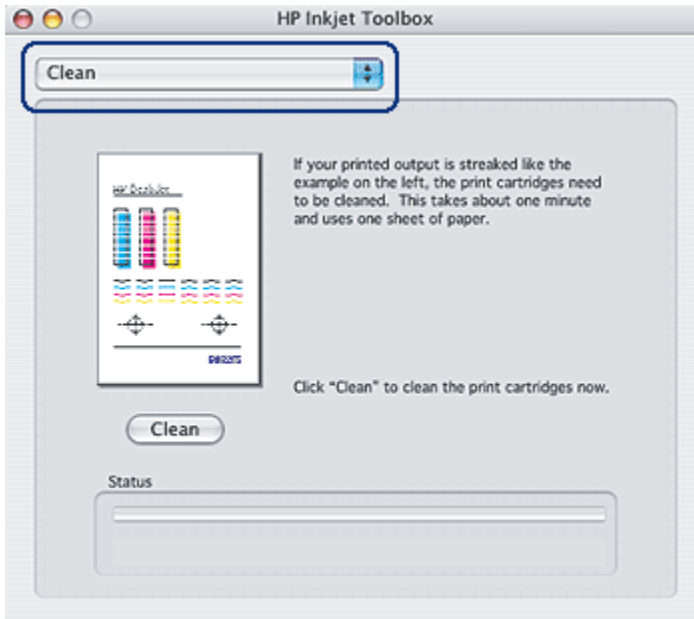 HP Inkjet Toolbox
Clean
If your printed output is streaked like the
example on the left, the print cartridges need
to be cleaned. This takes about one minute
and uses one sheet of paper.
Click “Clean” to clean the print cartridges now.
Clean
Status